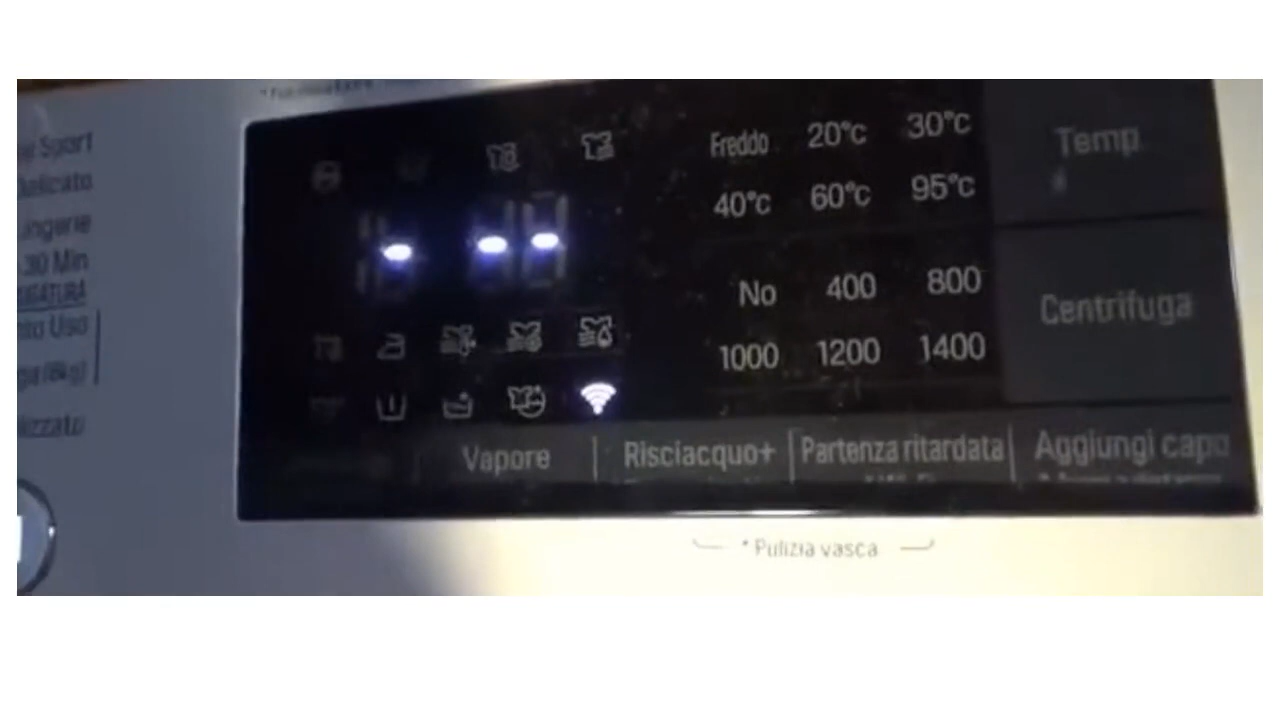 Sport
Delicato
30 Min
Uso
- --
Freddo 20°c 30°c
40°c 60°c 95°c
No 400 800
1000 1200 1400
Temp.
Centrifuga
Vapore
Risciacquo+
Partenza ritardata
Aggiungi capo
* Pulizia vasca